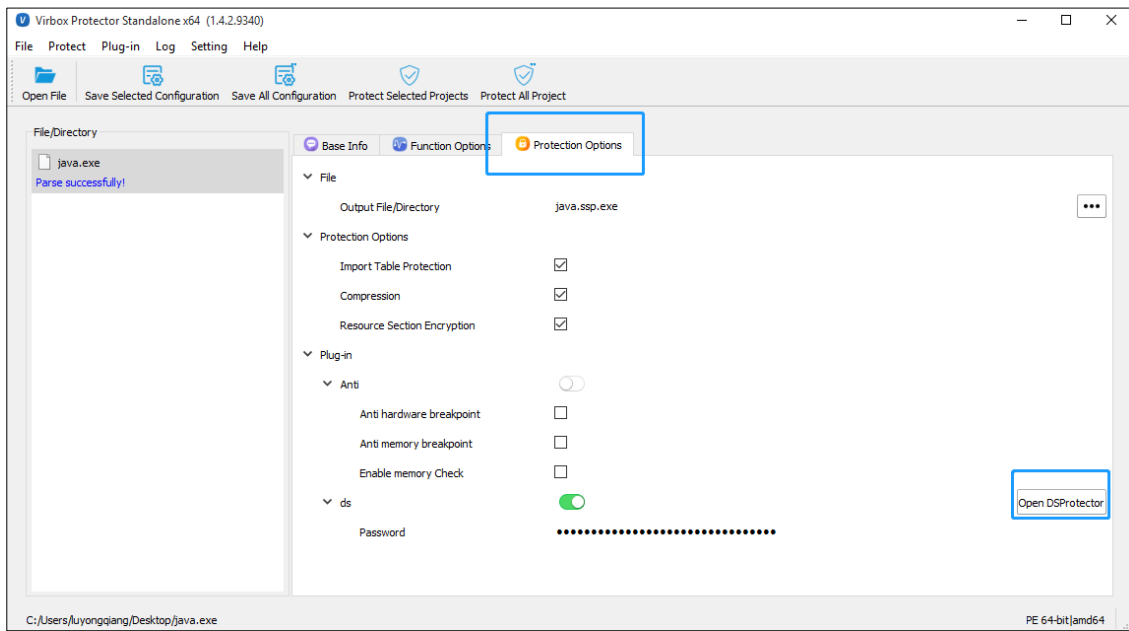 Virbox Protector Standalone x64 (1.4.2.9340)
File Protect Plug-in Log Setting Help
Open File Save Selected Configuration Save All Configuration Protect Selected Projects Protect All Project
File/Directory
java.exe
Parse successfully!
Base Info Function Options Protection Options
File
Output File/Directory java.ssp.exe •••
Protection Options
Import Table Protection
Compression
Resource Section Encryption
Plug-in
Anti
Anti hardware breakpoint
Anti memory breakpoint
Enable memory Check
ds Open DSProtector
Password ••••••••••••••••••••••••••••••••
C:/Users/luyongqiang/Desktop/java.exe PE 64-bit|amd64